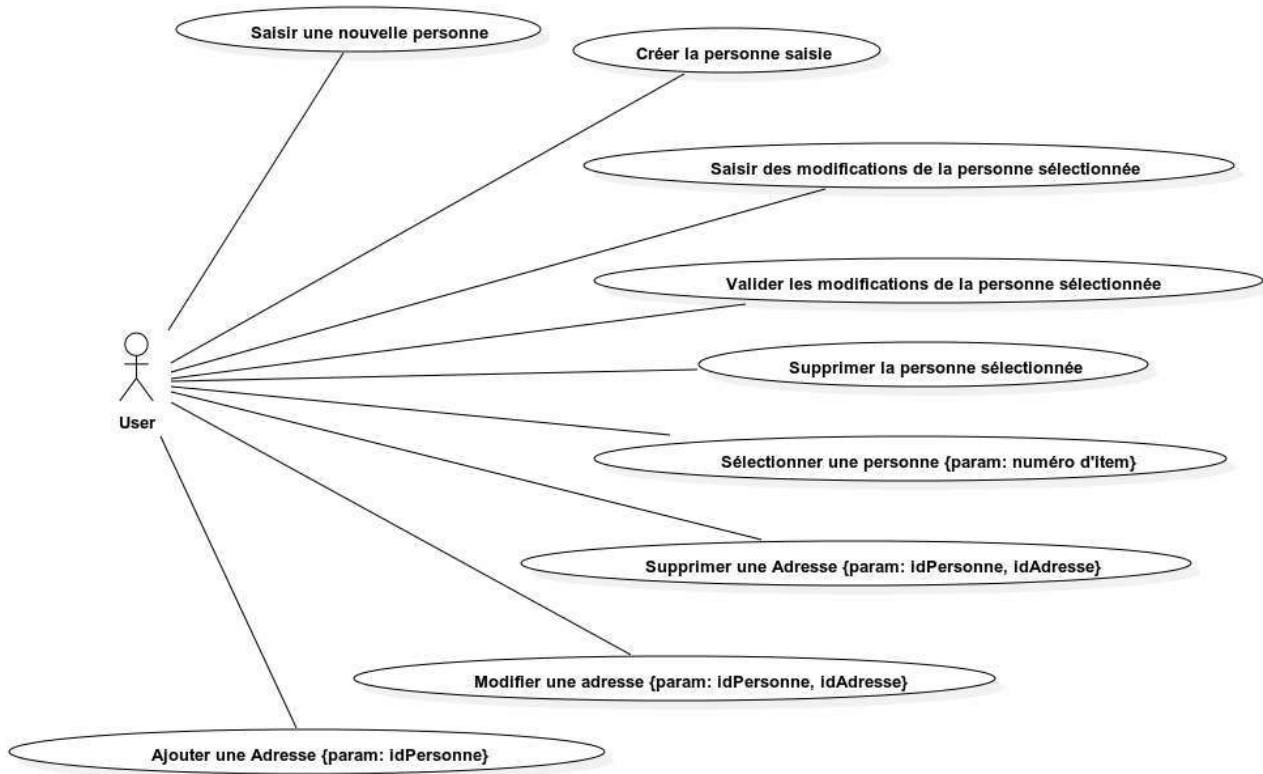 Saisir une nouvelle personne
Créer la personne saisie
Saisir des modifications de la personne sélectionnée
Valider les modifications de la personne sélectionnée
Supprimer la personne sélectionnée
User
Sélectionner une personne {param: numéro d'item}
Supprimer une Adresse {param: idPersonne, idAdresse}
Modifier une adresse {param: idPersonne, idAdresse}
Ajouter une Adresse {param: idPersonne}